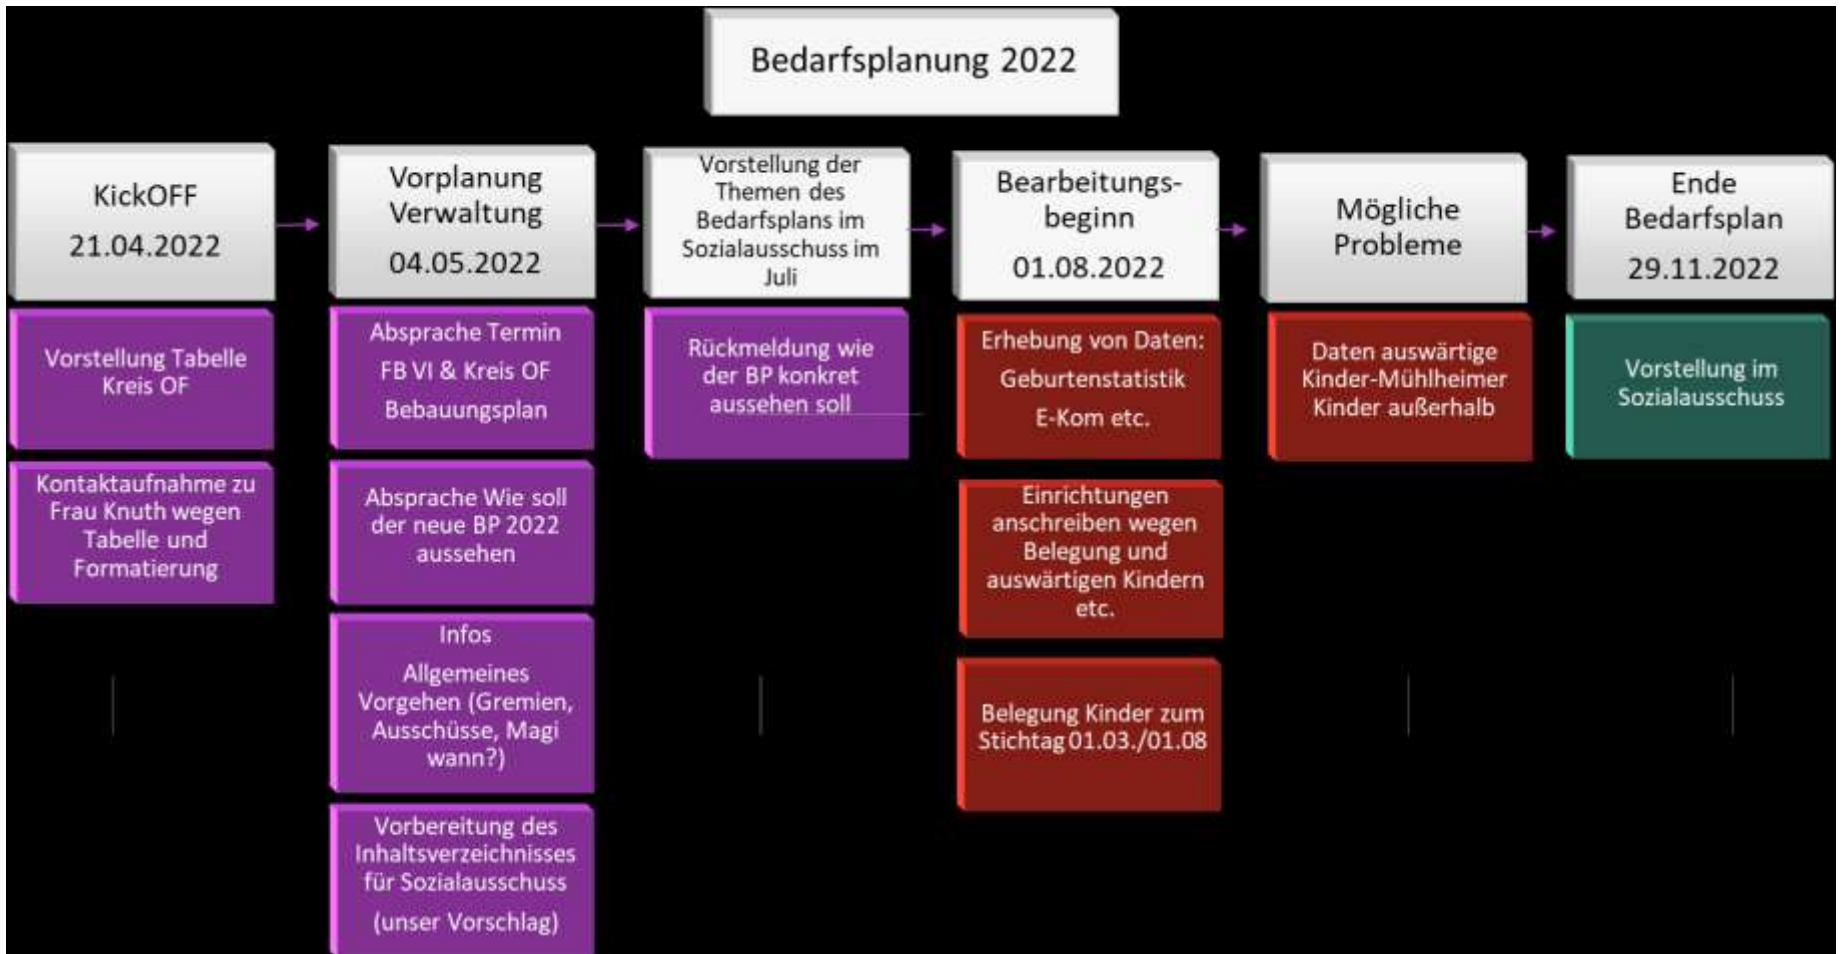 Bedarfsplanung 2022
KickOFF
21.04.2022
Vorstellung Tabelle
Kreis OF
Kontaktaufnahme zu
Frau Knuth wegen
Tabelle und
Formatierung
Vorplanung
Verwaltung
04.05.2022
Absprache Termin
FB VI & Kreis OF
Bebauungsplan
Absprache Wie soll
der neue BP 2022
aussehen
Infos
Allgemeines
Vorgehen (Gremien,
Ausschüsse, Magi
wann?)
Vorbereitung des
Inhaltsverzeichnisses
für Sozialausschuss
(unser Vorschlag)
Vorstellung der
Themen des
Bedarfsplans im
Sozialausschuss im
Juli
Rückmeldung wie
der BP konkret
aussehen soll
Bearbeitungs-
beginn
01.08.2022
Erhebung von Daten:
Geburtenstatistik
E-Kom etc.
Einrichtungen
anschreiben wegen
Belegung und
auswärtigen Kindern
etc.
Belegung Kinder zum
Stichtag 01.03./01.08
Mögliche
Probleme
Daten auswärtige
Kinder-Mühlheimer
Kinder außerhalb
Ende
Bedarfsplan
29.11.2022
Vorstellung im
Sozialausschuss